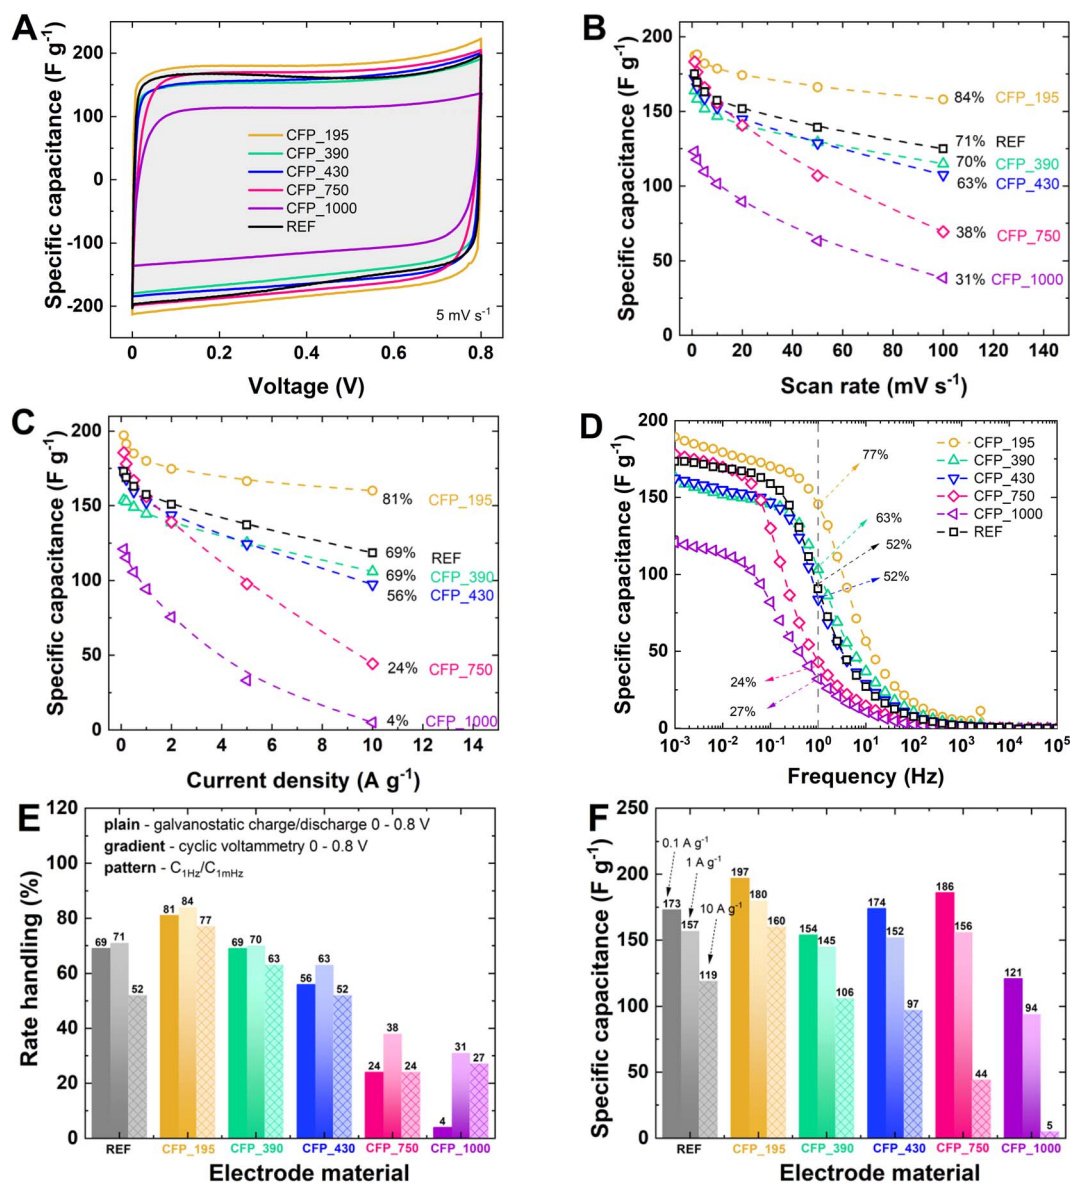 A
Specific capacitance (F g⁻¹)
200
100
0
-100
-200
CFP_195
CFP_390
CFP_430
CFP_750
CFP_1000
REF
5 mV s⁻¹
0
0.2
0.4
0.6
0.8
Voltage (V)
B
Specific capacitance (F g⁻¹)
200
150
100
50
0
84% CFP_195
71% REF
70% CFP_390
63% CFP_430
38% CFP_750
31% CFP_1000
0
20
40
60
80
100
120
140
Scan rate (mV s⁻¹)
C
Specific capacitance (F g⁻¹)
200
150
100
50
0
81% CFP_195
69% REF
69% CFP_390
56% CFP_430
24% CFP_750
4% CFP_1000
0
2
4
6
8
10
12
14
Current density (A g⁻¹)
D
Specific capacitance (F g⁻¹)
200
150
100
50
0
CFP_195
CFP_390
CFP_430
CFP_750
CFP_1000
REF
77%
63%
52%
52%
24%
27%
10⁻³
10⁻²
10⁻¹
10⁰
10¹
10²
10³
10⁴
10⁵
Frequency (Hz)
E
Rate handling (%)
120
100
80
60
40
20
0
plain - galvanostatic charge/discharge 0 - 0.8 V
gradient - cyclic voltammetry 0 - 0.8 V
pattern - C1Hz/C1mHz
69 71 52
81 84 77
69 70 63
56 63 52
24 38 24
4 31 27
REF CFP_195 CFP_390 CFP_430 CFP_750 CFP_1000
Electrode material
F
Specific capacitance (F g⁻¹)
250
200
150
100
50
0
0.1 A g⁻¹
1 A g⁻¹
10 A g⁻¹
173 157 119
197 180 160
154 145 106
174 152 97
186 156 44
121 94 5
REF CFP_195 CFP_390 CFP_430 CFP_750 CFP_1000
Electrode material